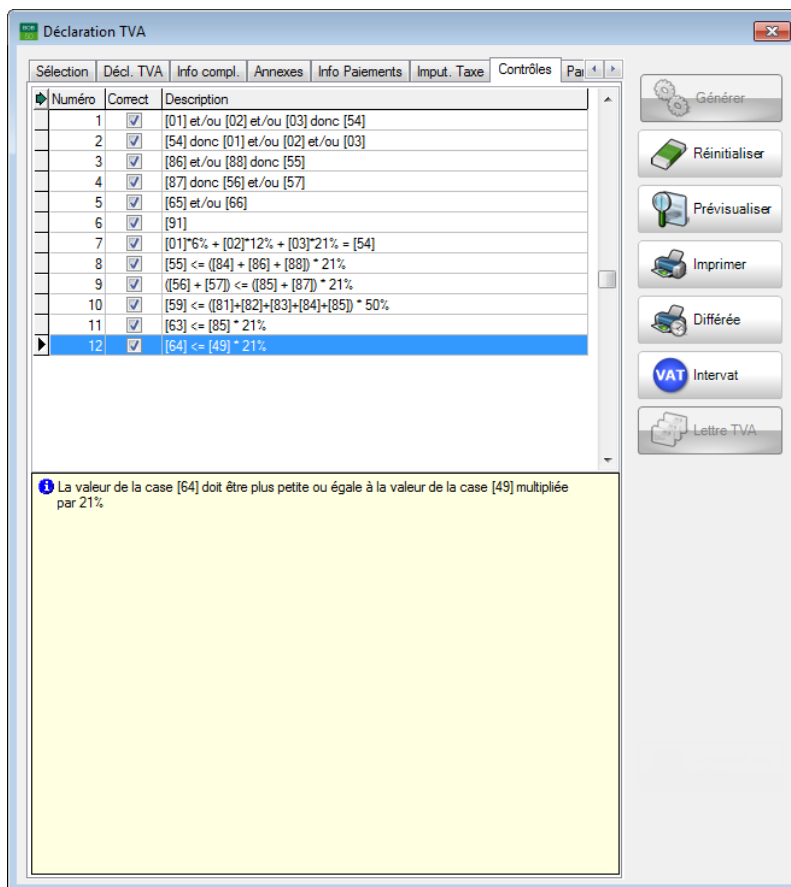 BOB 50 Déclaration TVA
Sélection Décl. TVA Info compl. Annexes Info Paiements Imput. Taxe Contrôles Pai
Numéro Correct Description
1 [01] et/ou [02] et/ou [03] donc [54]
2 [54] donc [01] et/ou [02] et/ou [03]
3 [86] et/ou [88] donc [55]
4 [87] donc [56] et/ou [57]
5 [65] et/ou [66]
6 [91]
7 [01]*6% + [02]*12% + [03]*21% = [54]
8 [55] <= ([84] + [86] + [88]) * 21%
9 ([56] + [57]) <= ([85] + [87]) * 21%
10 [59] <= ([81]+[82]+[83]+[84]+[85]) * 50%
11 [63] <= [85] * 21%
12 [64] <= [49] * 21%
La valeur de la case [64] doit être plus petite ou égale à la valeur de la case [49] multipliée
par 21%
Générer
Réinitialiser
Prévisualiser
Imprimer
Différée
VAT Intervat
Lettre TVA